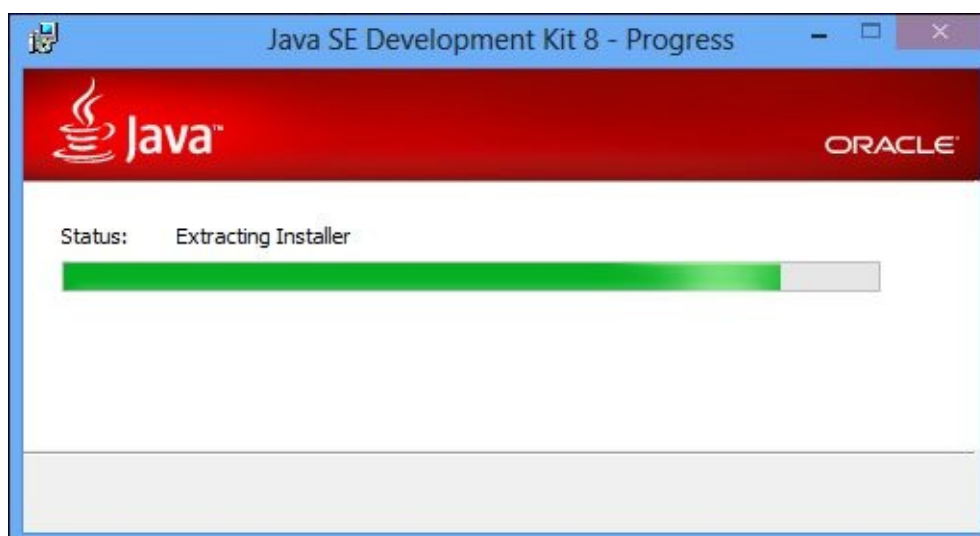 Java SE Development Kit 8 - Progress
Java™
ORACLE
Status: Extracting Installer